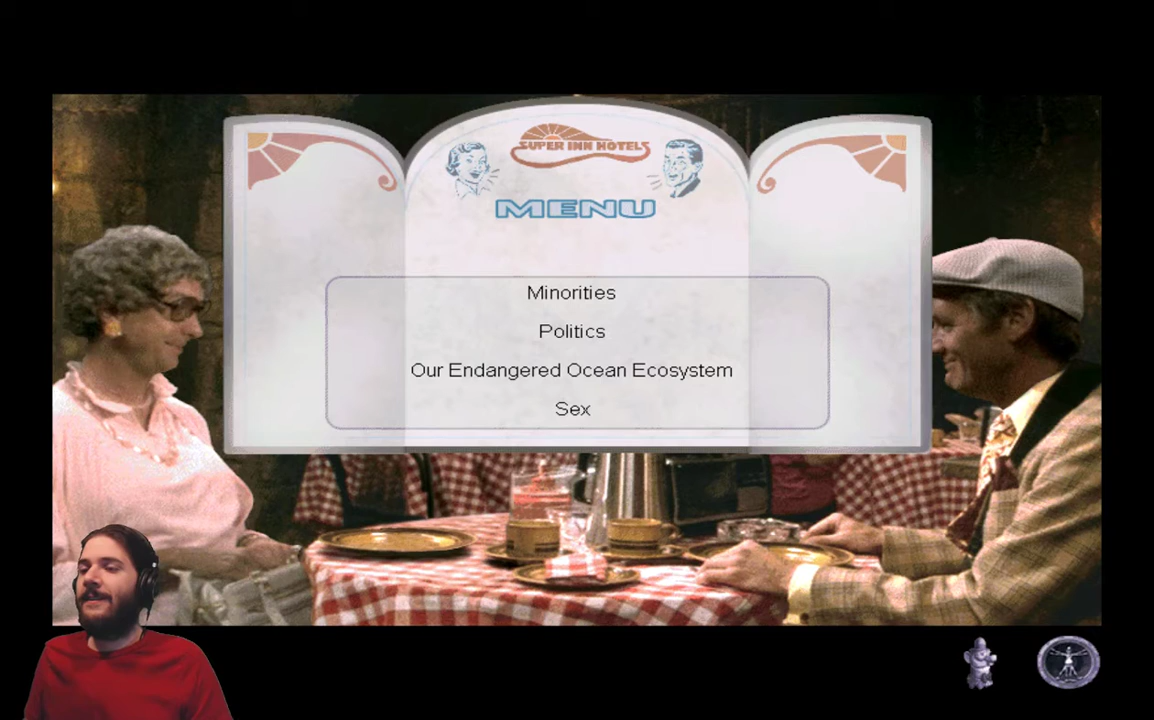 SUPER INN HOTELS
MENU
Minorities
Politics
Our Endangered Ocean Ecosystem
Sex